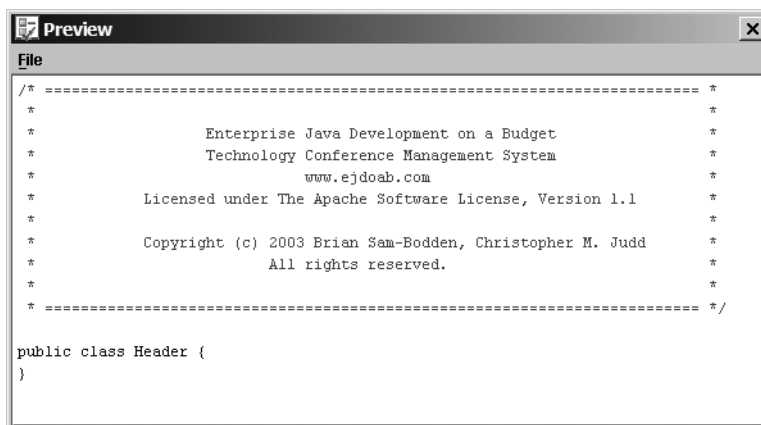 Preview
File
/* ========================================================================= *
 *                                                                           *
 *                   Enterprise Java Development on a Budget                 *
 *                   Technology Conference Management System                 *
 *                              www.ejdoab.com                               *
 *            Licensed under The Apache Software License, Version 1.1        *
 *                                                                           *
 *            Copyright (c) 2003 Brian Sam-Bodden, Christopher M. Judd       *
 *                          All rights reserved.                             *
 *                                                                           *
 * ========================================================================= */
public class Header {
}